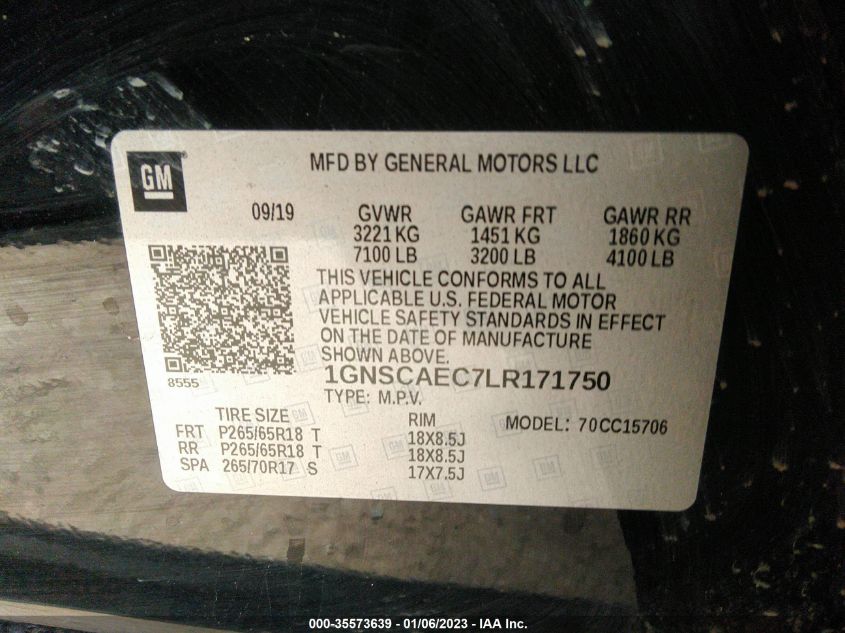 GM
MFD BY GENERAL MOTORS LLC
09/19 GVWR GAWR FRT GAWR RR
3221 KG 1451 KG 1860 KG
7100 LB 3200 LB 4100 LB
THIS VEHICLE CONFORMS TO ALL
APPLICABLE U.S. FEDERAL MOTOR
VEHICLE SAFETY STANDARDS IN EFFECT
ON THE DATE OF MANUFACTURE
SHOWN ABOVE.
8555
1GNSCAEC7LR171750
TYPE: M.P.V.
TIRE SIZE RIM MODEL: 70CC15706
FRT P265/65R18 T 18X8.5J
RR P265/65R18 T 18X8.5J
SPA 265/70R17 S 17X7.5J
000-35573639 - 01/06/2023 - © IAA Inc.